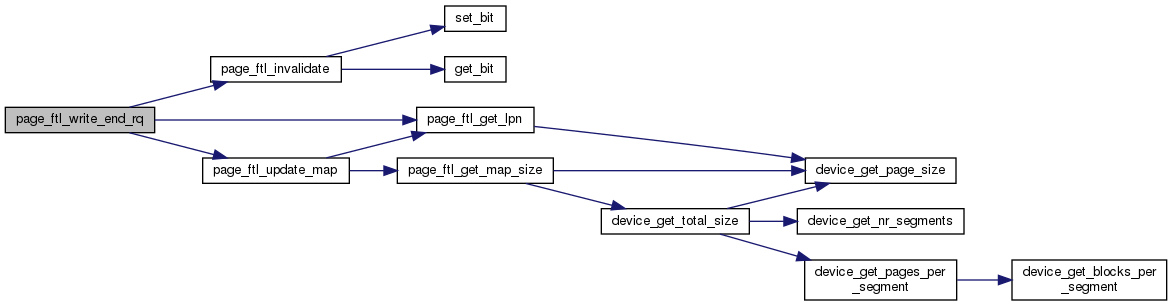 set_bit
page_ftl_invalidate
get_bit
page_ftl_write_end_rq
page_ftl_get_lpn
page_ftl_update_map
page_ftl_get_map_size
device_get_page_size
device_get_total_size
device_get_nr_segments
device_get_pages_per
_segment
device_get_blocks_per
_segment